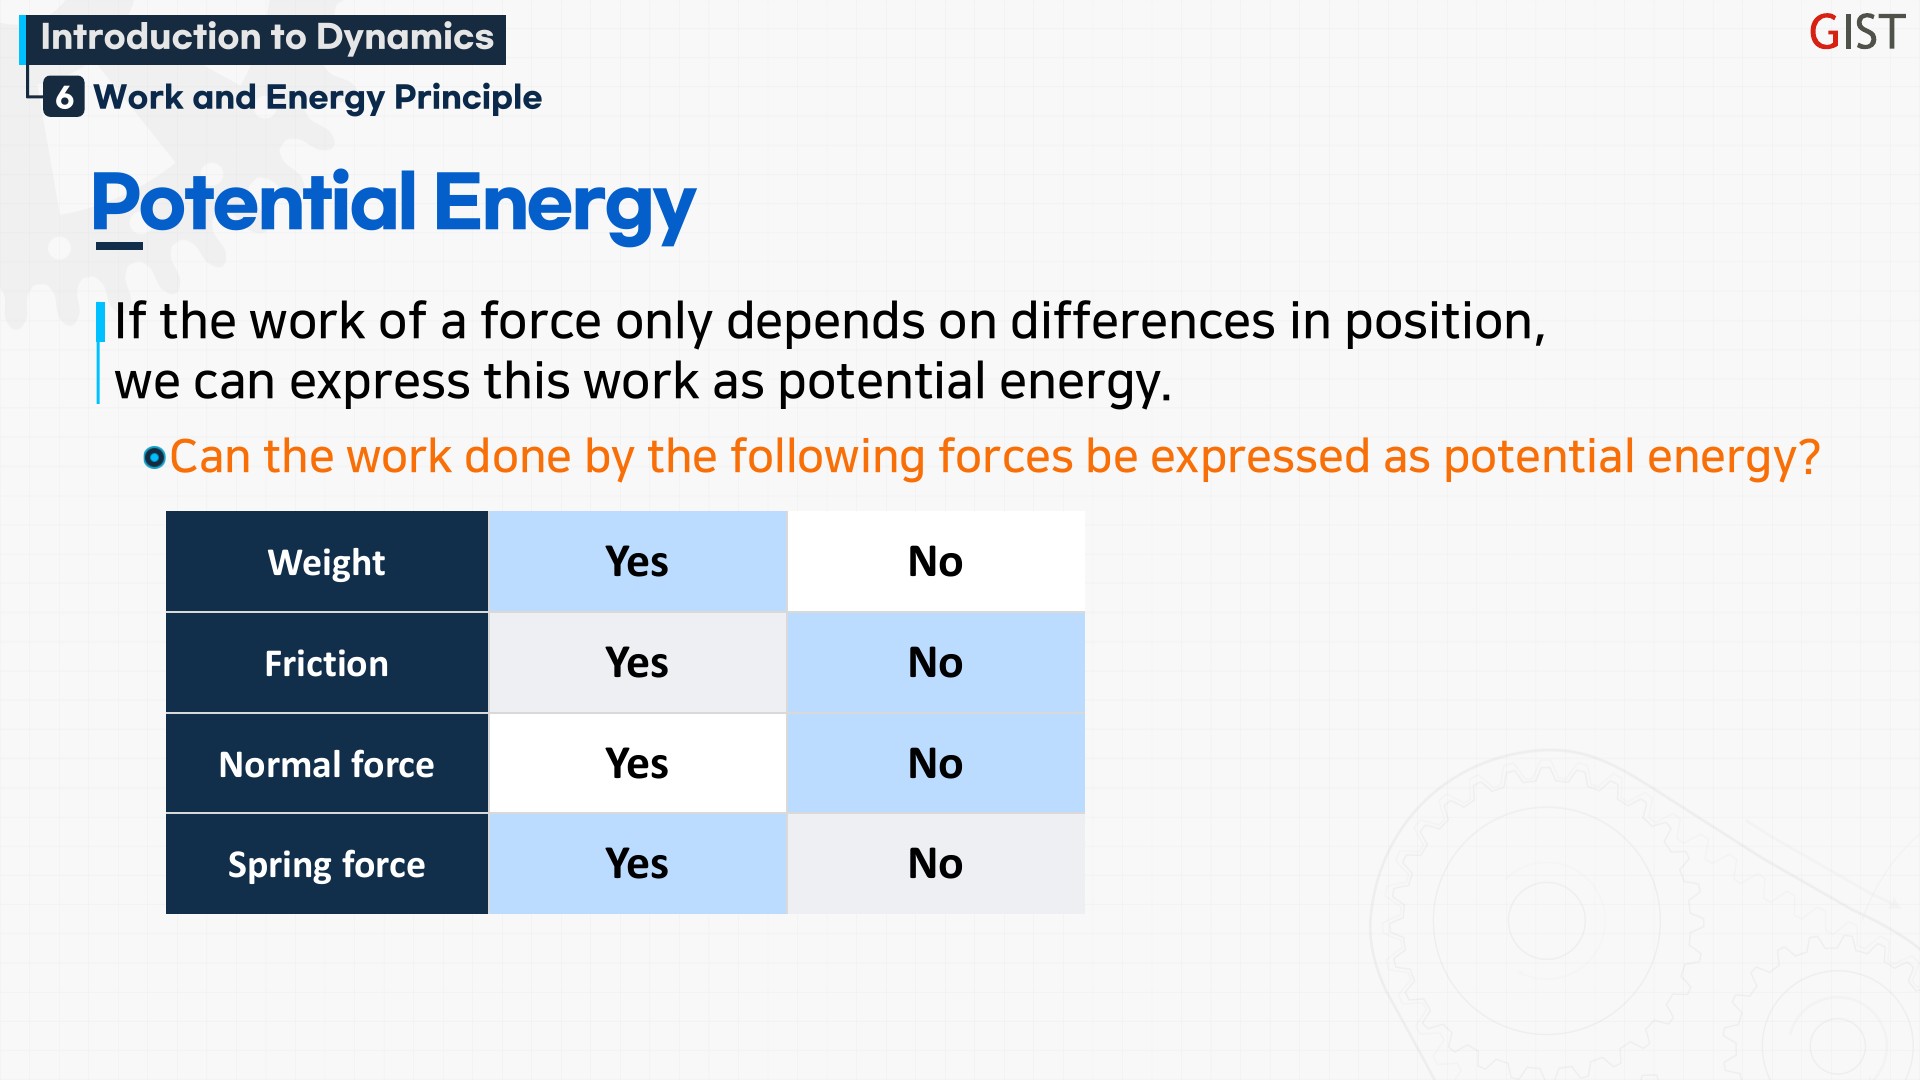 Introduction to Dynamics
GIST
6 Work and Energy Principle
Potential Energy
If the work of a force only depends on differences in position,
we can express this work as potential energy.
Can the work done by the following forces be expressed as potential energy?
Weight Yes No
Friction Yes No
Normal force Yes No
Spring force Yes No